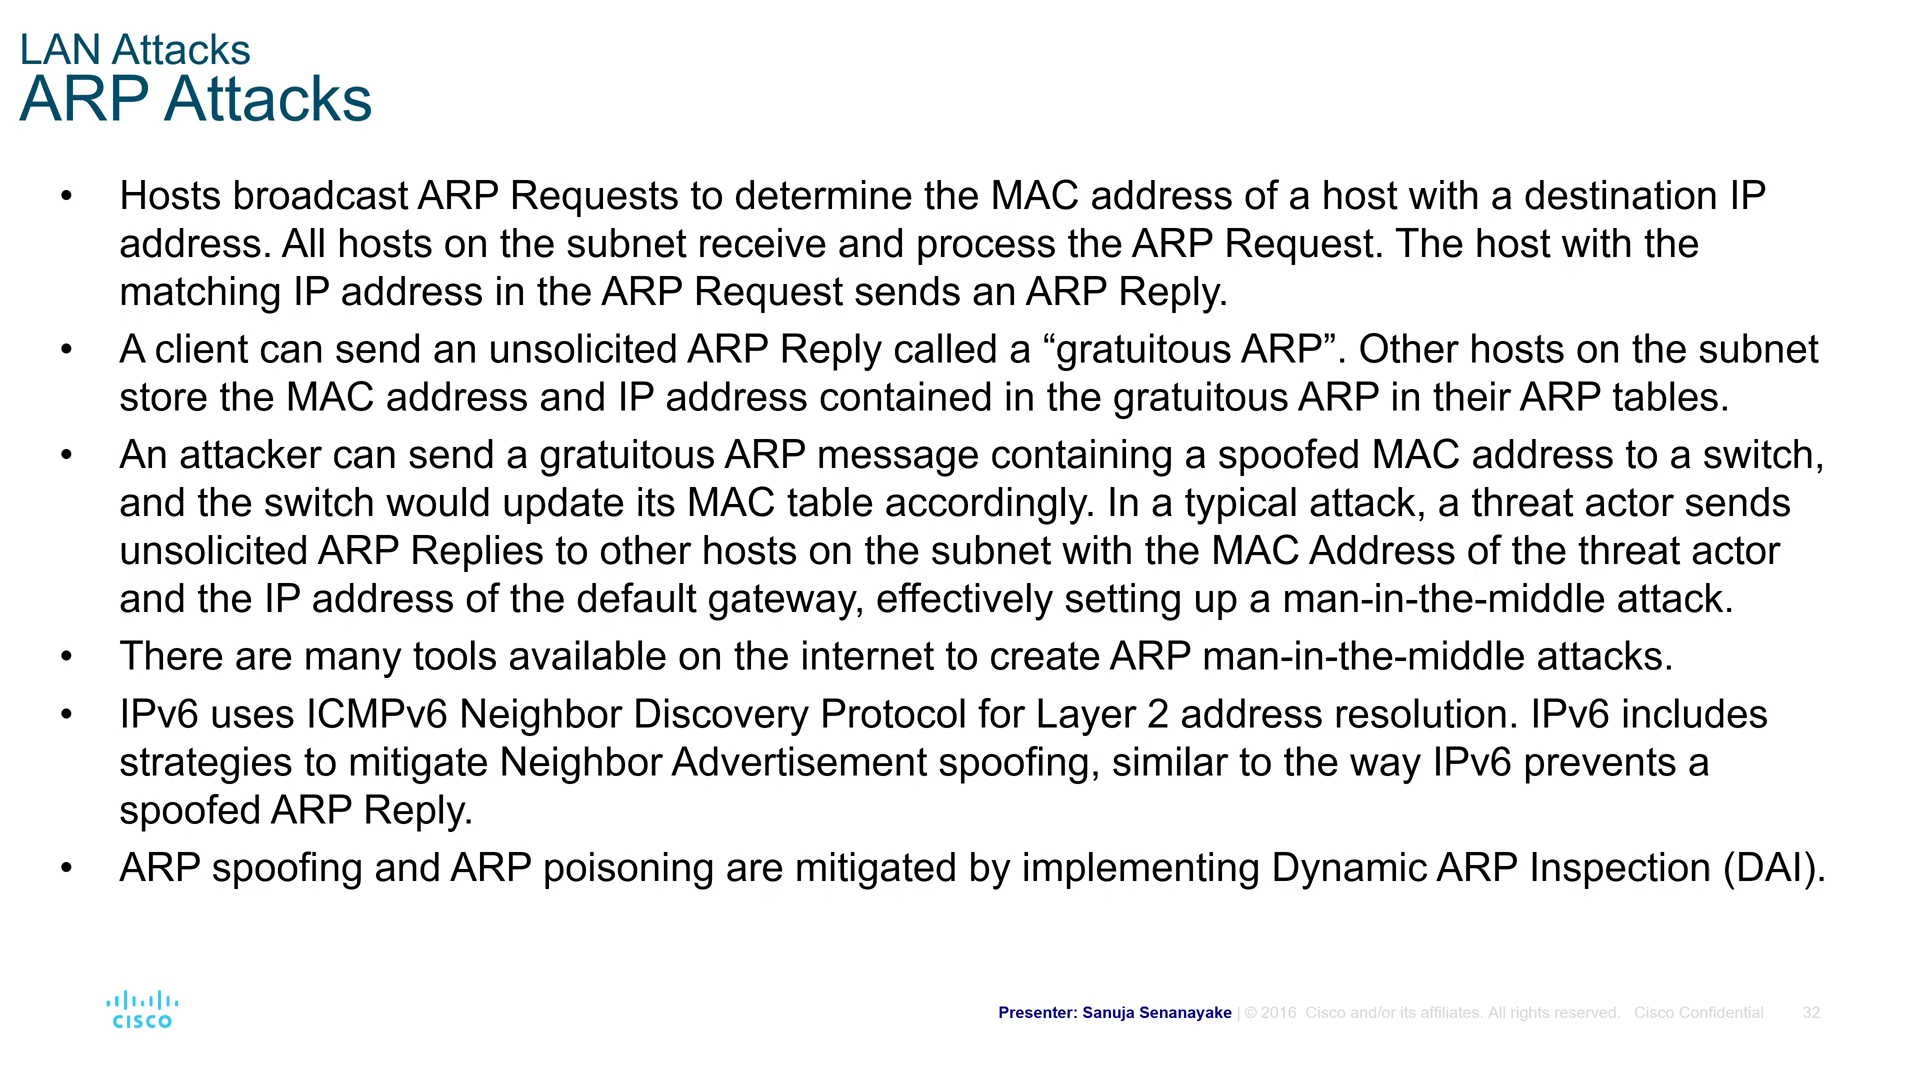 LAN Attacks
ARP Attacks
• Hosts broadcast ARP Requests to determine the MAC address of a host with a destination IP
address. All hosts on the subnet receive and process the ARP Request. The host with the
matching IP address in the ARP Request sends an ARP Reply.
• A client can send an unsolicited ARP Reply called a “gratuitous ARP”. Other hosts on the subnet
store the MAC address and IP address contained in the gratuitous ARP in their ARP tables.
• An attacker can send a gratuitous ARP message containing a spoofed MAC address to a switch,
and the switch would update its MAC table accordingly. In a typical attack, a threat actor sends
unsolicited ARP Replies to other hosts on the subnet with the MAC Address of the threat actor
and the IP address of the default gateway, effectively setting up a man-in-the-middle attack.
• There are many tools available on the internet to create ARP man-in-the-middle attacks.
• IPv6 uses ICMPv6 Neighbor Discovery Protocol for Layer 2 address resolution. IPv6 includes
strategies to mitigate Neighbor Advertisement spoofing, similar to the way IPv6 prevents a
spoofed ARP Reply.
• ARP spoofing and ARP poisoning are mitigated by implementing Dynamic ARP Inspection (DAI).
CISCO
Presenter: Sanuja Senanayake | © 2016 Cisco and/or its affiliates. All rights reserved. Cisco Confidential 32